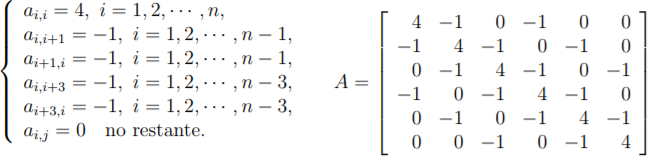 a_{i,i} = 4, i = 1, 2, ⋯ , n,
a_{i,i+1} = −1, i = 1, 2, ⋯ , n − 1,
a_{i+1,i} = −1, i = 1, 2, ⋯ , n − 1,
a_{i,i+3} = −1, i = 1, 2, ⋯ , n − 3,
a_{i+3,i} = −1, i = 1, 2, ⋯ , n − 3,
a_{i,j} = 0 no restante.
A =
4 −1 0 −1 0 0
−1 4 −1 0 −1 0
0 −1 4 −1 0 −1
−1 0 −1 4 −1 0
0 −1 0 −1 4 −1
0 0 −1 0 −1 4